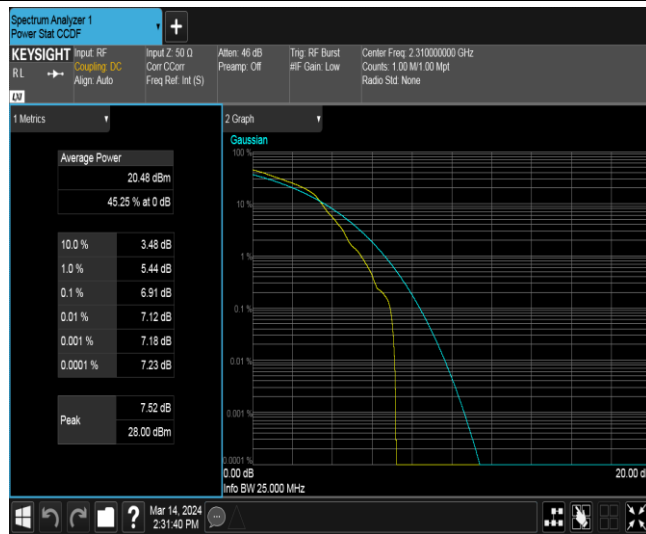 Spectrum Analyzer 1
Power Stat CCDF
+
KEYSIGHT
RL
LXI
Input: RF
Coupling: DC
Align: Auto
Input Z: 50 Ω
Corr CCorr
Freq Ref: Int (S)
Atten: 46 dB
Preamp: Off
Trig: RF Burst
#IF Gain: Low
Center Freq: 2.310000000 GHz
Counts: 1.00 M/1.00 Mpt
Radio Std: None
1 Metrics
Average Power
20.48 dBm
45.25 % at 0 dB
10.0 % 3.48 dB
1.0 % 5.44 dB
0.1 % 6.91 dB
0.01 % 7.12 dB
0.001 % 7.18 dB
0.0001 % 7.23 dB
Peak
7.52 dB
28.00 dBm
2 Graph
Gaussian
100 %
10 %
1 %
0.1 %
0.01 %
0.001 %
0.0001 %
0.00 dB
20.00 d
Info BW 25.000 MHz
?
Mar 14, 2024
2:31:40 PM